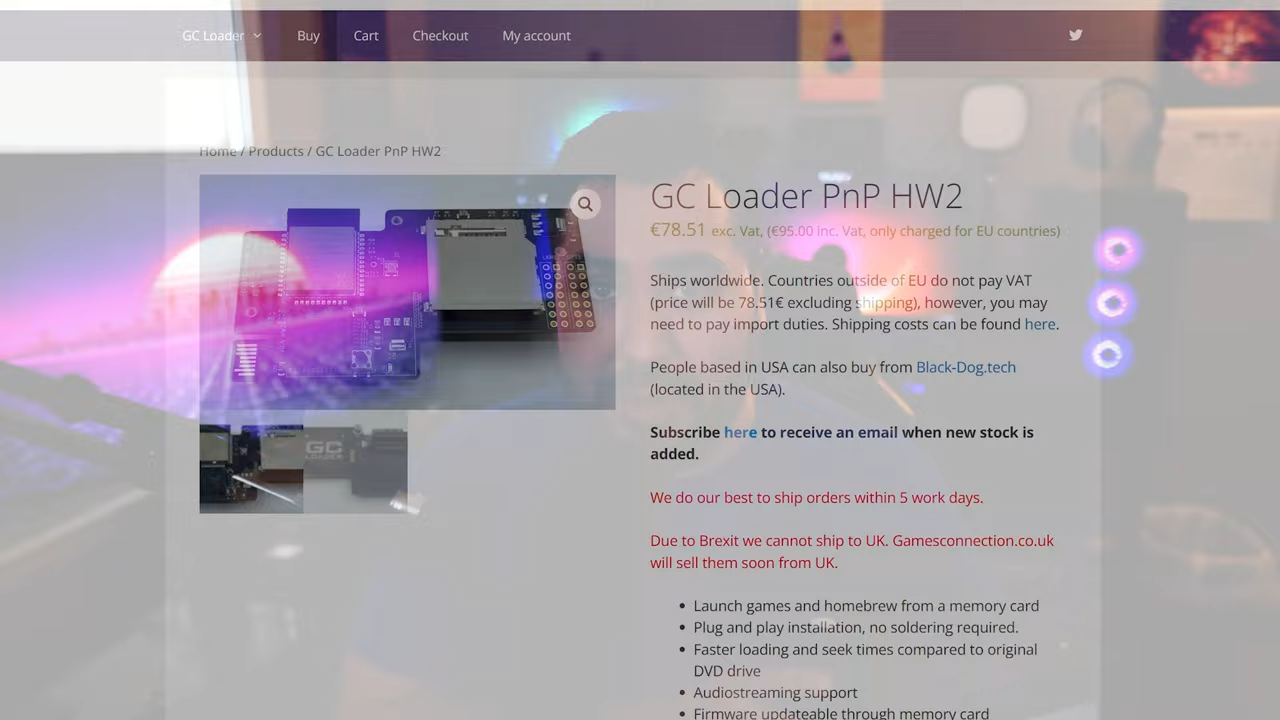 GC Loader Buy Cart Checkout My account
Home / Products / GC Loader PnP HW2
GC Loader PnP HW2
€78.51 exc. Vat, (€95.00 inc. Vat, only charged for EU countries)
Ships worldwide. Countries outside of EU do not pay VAT
(price will be 78.51€ excluding shipping), however, you may
need to pay import duties. Shipping costs can be found here.
People based in USA can also buy from Black-Dog.tech
(located in the USA).
Subscribe here to receive an email when new stock is
added.
We do our best to ship orders within 5 work days.
Due to Brexit we cannot ship to UK. Gamesconnection.co.uk
will sell them soon from UK.
• Launch games and homebrew from a memory card
• Plug and play installation, no soldering required.
• Faster loading and seek times compared to original
DVD drive
• Audiostreaming support
• Firmware updateable through memory card
GC
LOADER